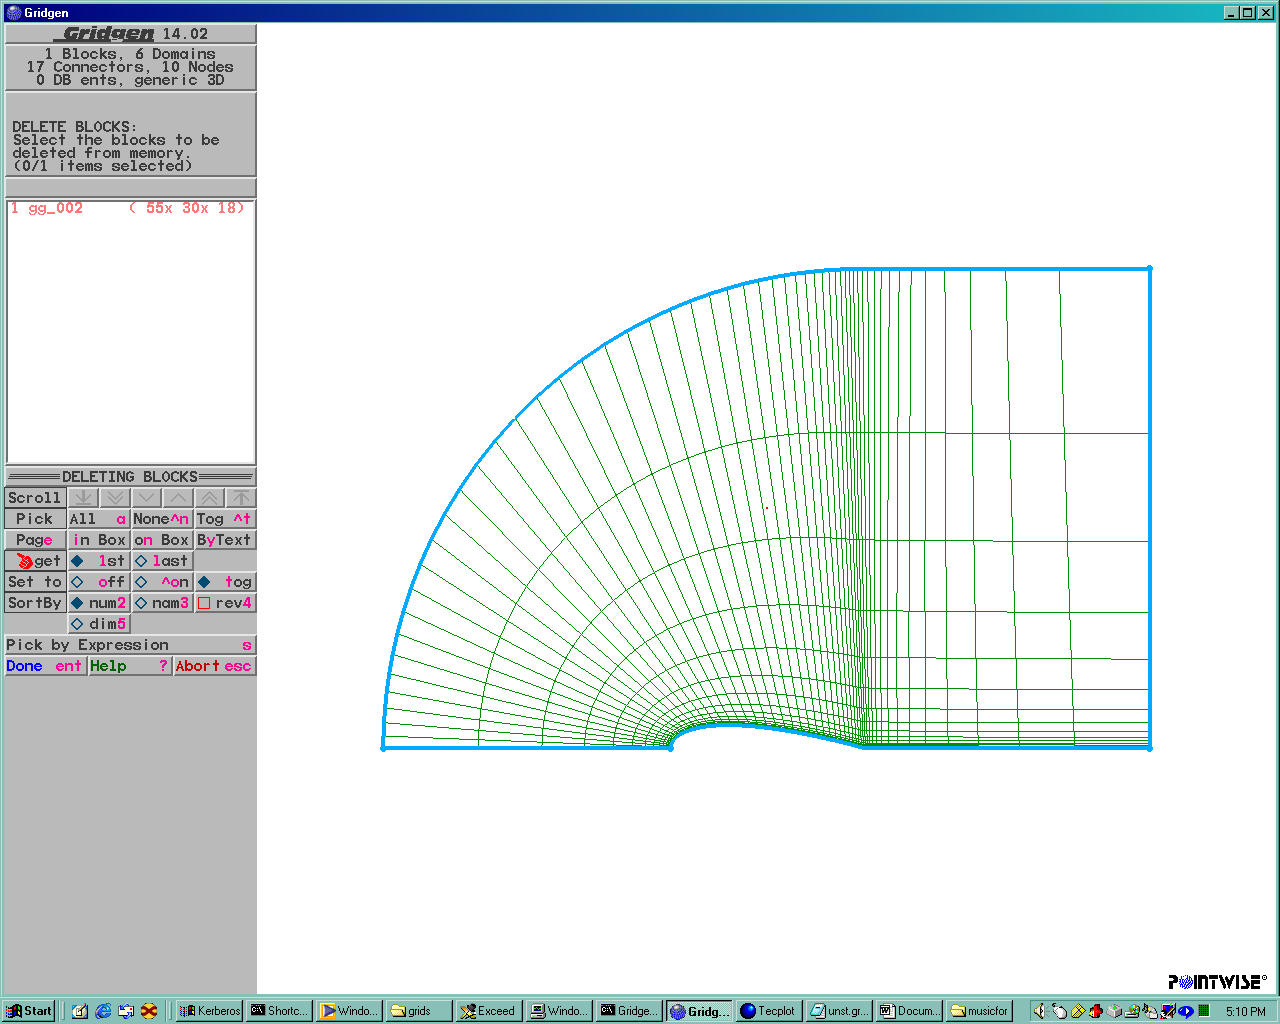 Gridgen
Gridgen 14.02
1 Blocks, 6 Domains
17 Connectors, 10 Nodes
0 DB ents, generic 3D
DELETE BLOCKS:
Select the blocks to be
deleted from memory.
(0/1 items selected)
1 gg_002 ( 55x 30x 18)
DELETING BLOCKS
Scroll
Pick All a None^n Tog ^t
Page in Box on Box ByText
get 1st last
Set to off ^on tog
SortBy num2 nam3 rev4
dim5
Pick by Expression s
Done ent Help ? Abort esc
POINTWISE®
Start Kerberos Shortc... Windo... grids Exceed Windo... Gridge... Gridg... Tecplot unst.gr... Docum... musicfor 5:10 PM